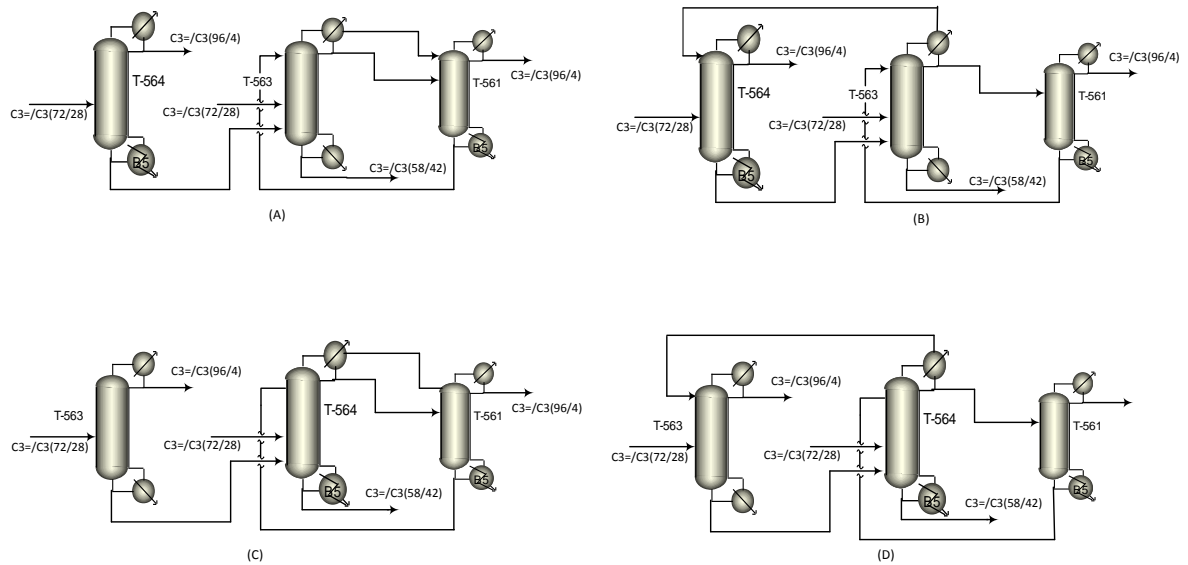 C3=/C3(96/4)
T-564
C3=/C3(72/28)
B5
T-563
C3=/C3(72/28)
C3=/C3(96/4)
T-561
B5
C3=/C3(58/42)
(A)
C3=/C3(96/4)
T-564
C3=/C3(72/28)
B5
T-563
C3=/C3(72/28)
C3=/C3(96/4)
T-561
B5
C3=/C3(58/42)
(B)
C3=/C3(96/4)
T-563
C3=/C3(72/28)
T-564
C3=/C3(72/28)
B5
C3=/C3(96/4)
T-561
B5
C3=/C3(58/42)
(C)
C3=/C3(96/4)
T-563
C3=/C3(72/28)
T-564
C3=/C3(72/28)
B5
T-561
B5
C3=/C3(58/42)
(D)